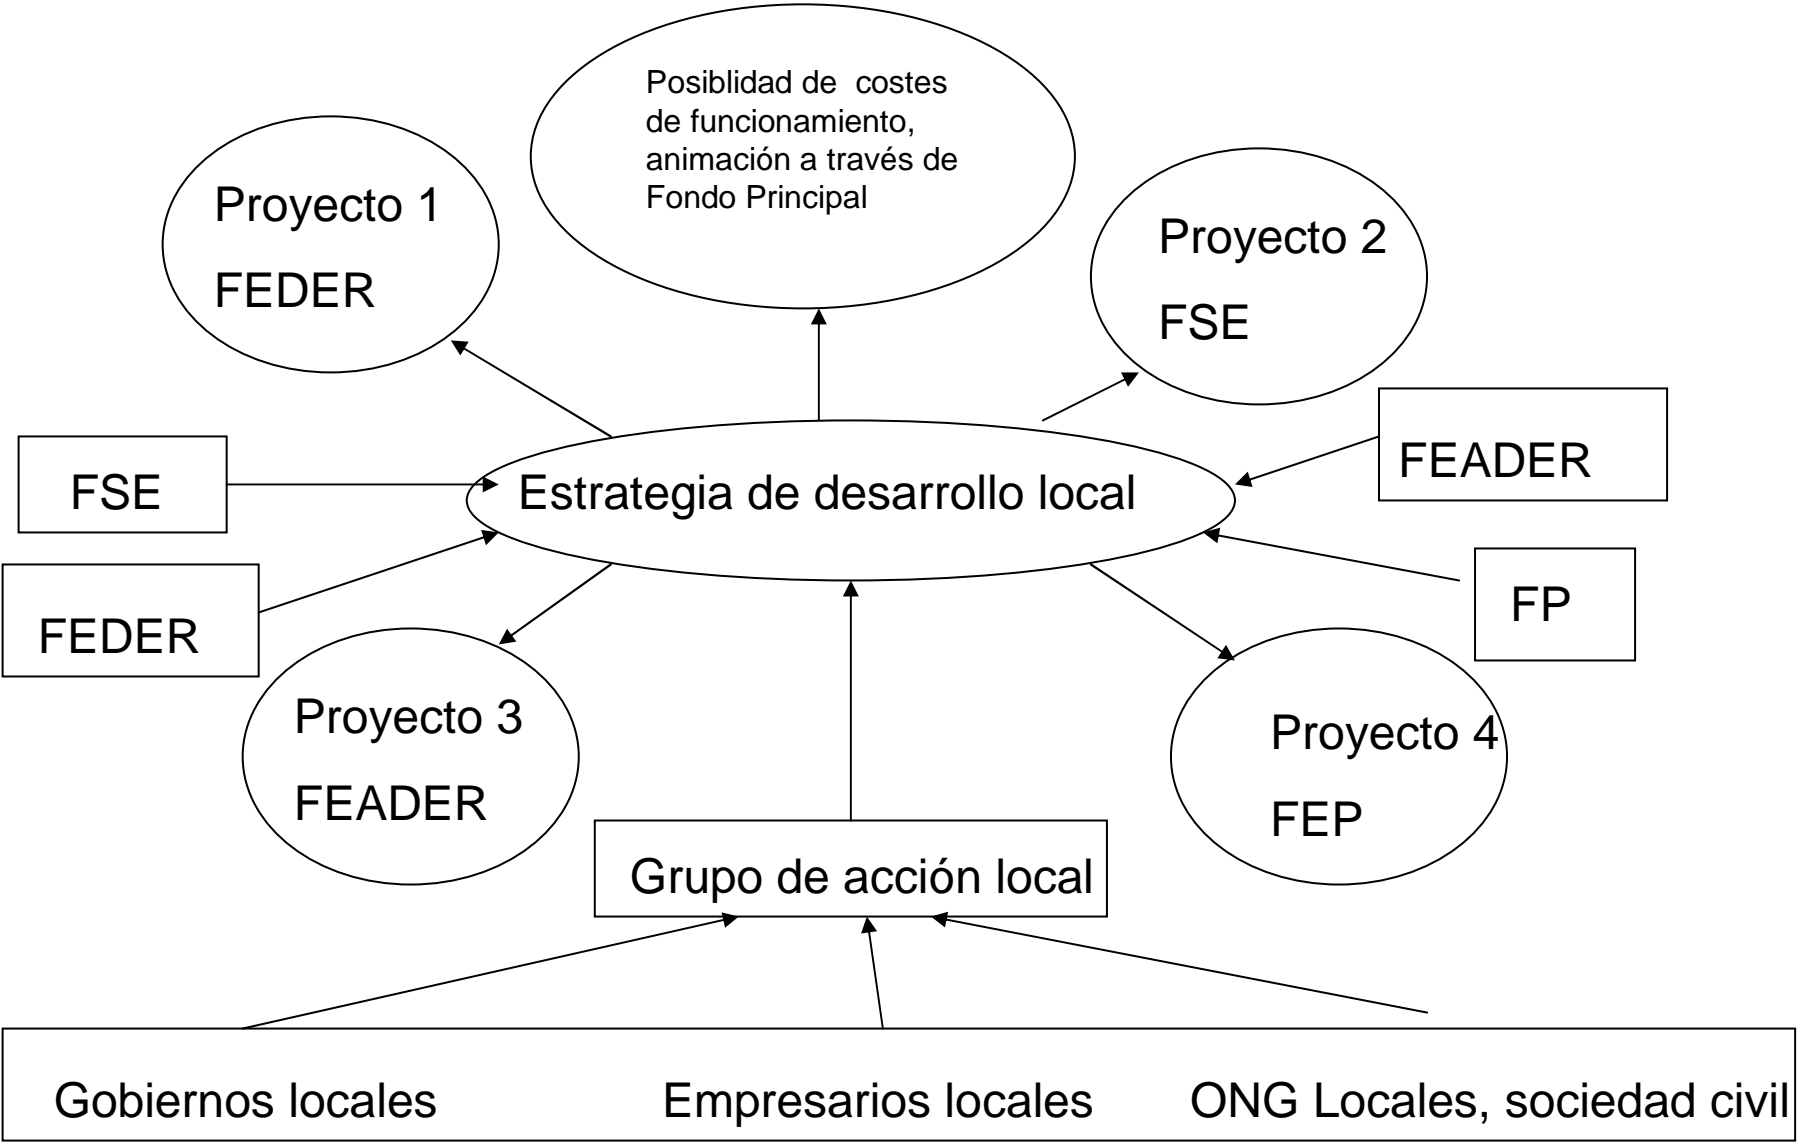 Posiblidad de costes
de funcionamiento,
animación a través de
Fondo Principal
Proyecto 1
FEDER
Proyecto 2
FSE
FSE
Estrategia de desarrollo local
FEADER
FEDER
FP
Proyecto 3
FEADER
Proyecto 4
FEP
Grupo de acción local
Gobiernos locales
Empresarios locales
ONG Locales, sociedad civil